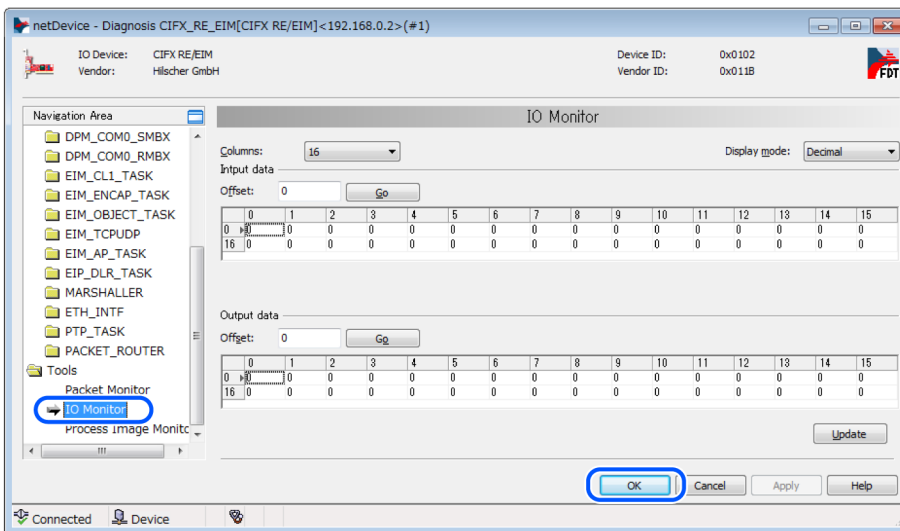 netDevice - Diagnosis CIFX_RE_EIM[CIFX RE/EIM]<192.168.0.2>(#1)
IO Device: CIFX RE/EIM Device ID: 0x0102
Vendor: Hilscher GmbH Vendor ID: 0x011B
FDT
Navigation Area
DPM_COM0_SMBX
DPM_COM0_RMBX
EIM_CL1_TASK
EIM_ENCAP_TASK
EIM_OBJECT_TASK
EIM_TCPUDP
EIM_AP_TASK
EIP_DLR_TASK
MARSHALLER
ETH_INTF
PTP_TASK
PACKET_ROUTER
Tools
Packet Monitor
IO Monitor
Process Image Monitc
IO Monitor
Columns: 16 Display mode: Decimal
Intput data
Offset: 0 Go
0 1 2 3 4 5 6 7 8 9 10 11 12 13 14 15
0 0 0 0 0 0 0 0 0 0 0 0 0 0 0 0 0
16 0 0 0 0 0 0 0 0 0 0 0 0 0 0 0 0
Output data
Offset: 0 Go
0 1 2 3 4 5 6 7 8 9 10 11 12 13 14 15
0 0 0 0 0 0 0 0 0 0 0 0 0 0 0 0 0
16 0 0 0 0 0 0 0 0 0 0 0 0 0 0 0 0
Update
OK Cancel Apply Help
Connected Device